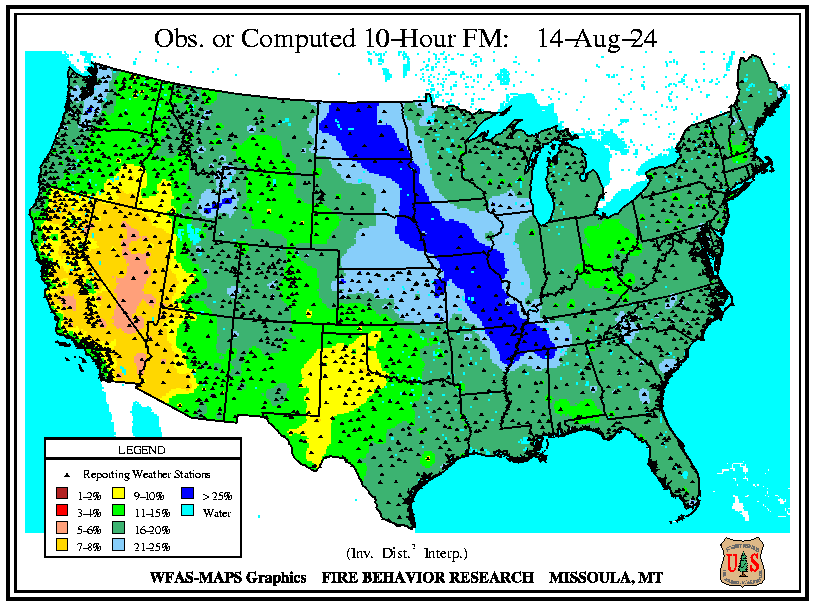 Obs. or Computed 10-Hour FM: 14-Aug-24
LEGEND
Reporting Weather Stations
1-2% 9-10% > 25%
3-4% 11-15% Water
5-6% 16-20%
7-8% 21-25%
(Inv. Dist.² Interp.)
WFAS-MAPS Graphics FIRE BEHAVIOR RESEARCH MISSOULA, MT
U S